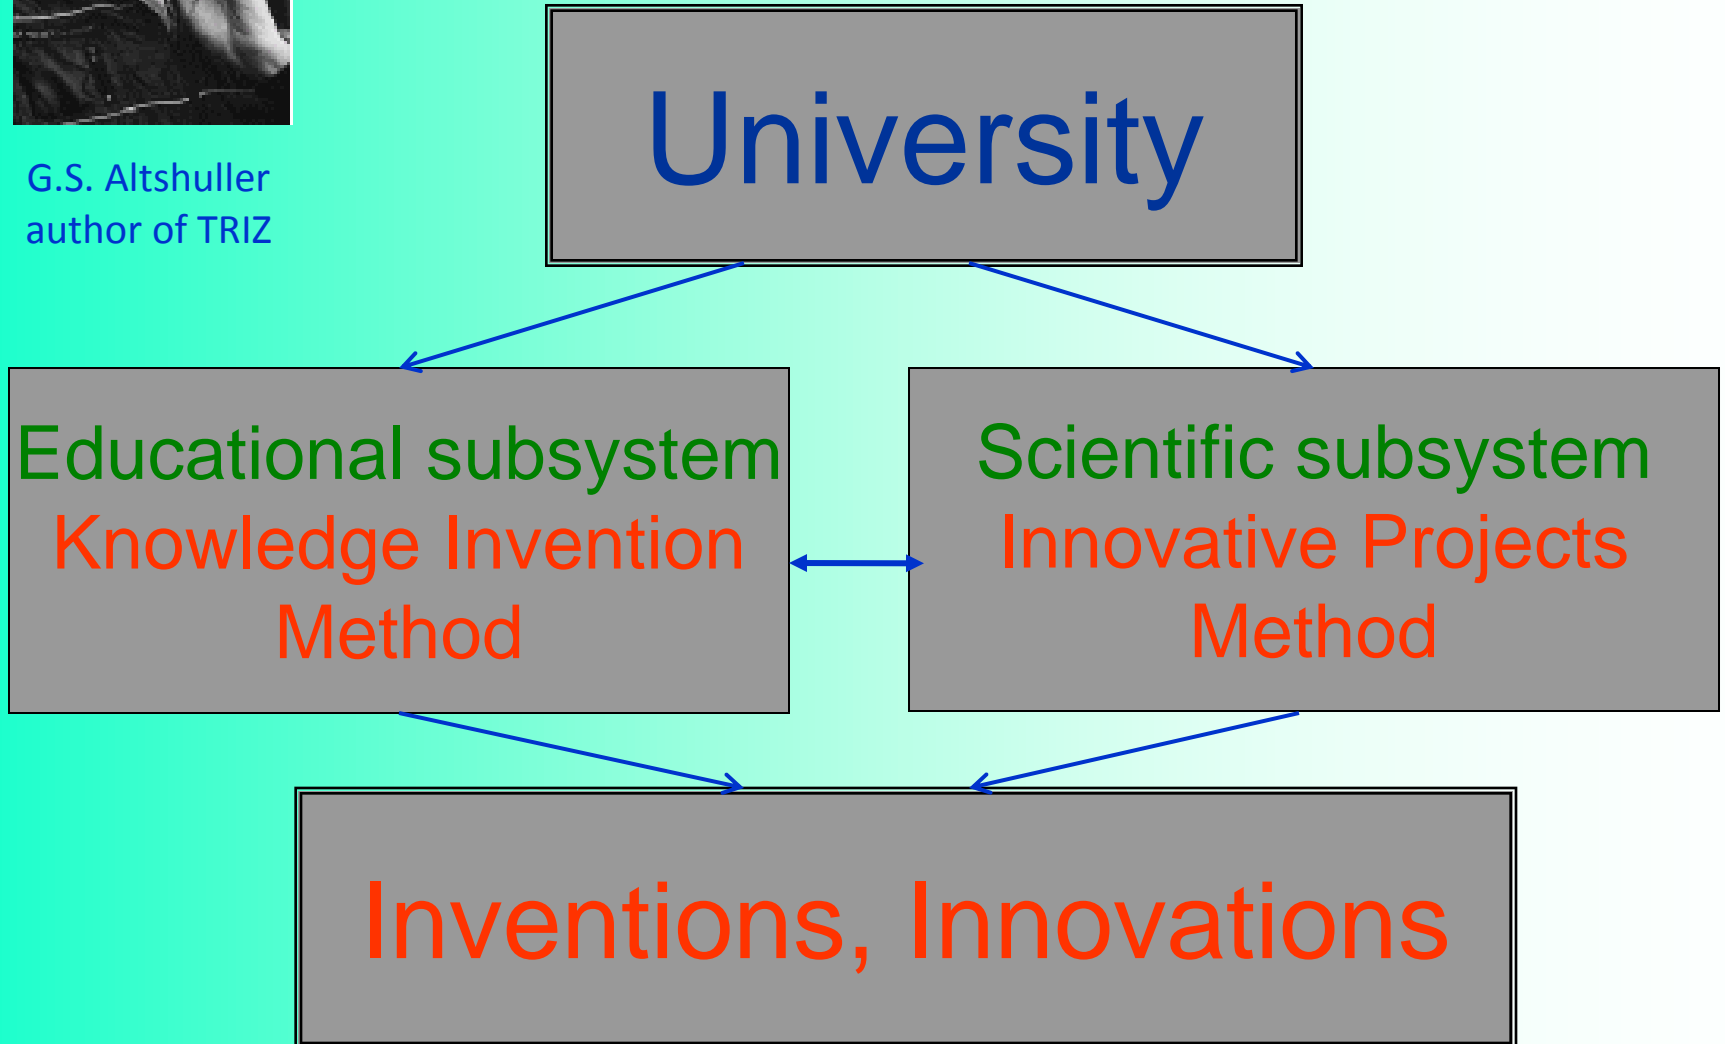 University
G.S. Altshuller
author of TRIZ
Educational subsystem
Knowledge Invention
Method
Scientific subsystem
Innovative Projects
Method
Inventions, Innovations